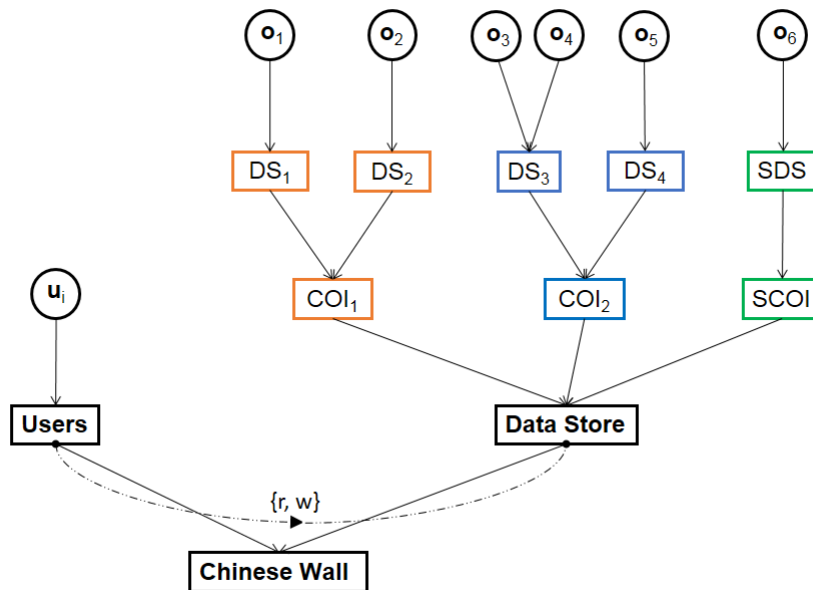 o₁ o₂ o₃ o₄ o₅ o₆
DS₁ DS₂ DS₃ DS₄ SDS
uᵢ COI₁ COI₂ SCOI
Users Data Store
{r, w}
Chinese Wall